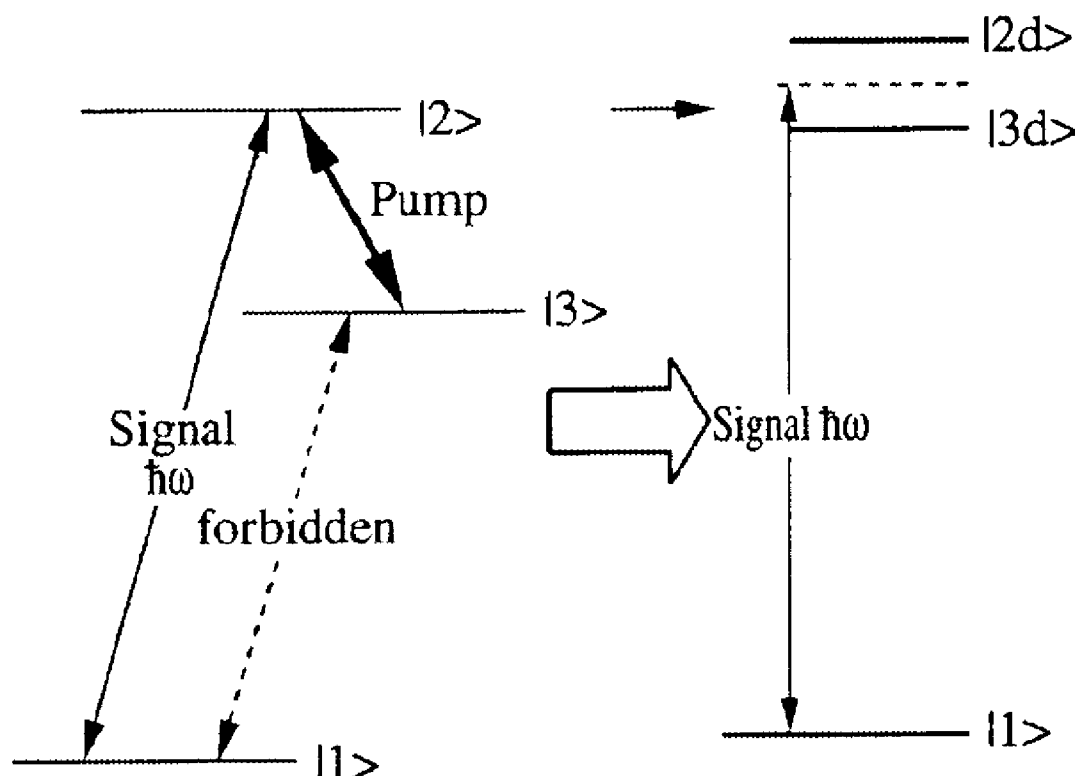 |2d>
|2>
|3d>
Pump
|3>
Signal
ħω
Signal ħω
forbidden
|1>
|1>